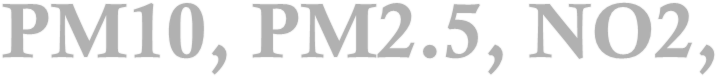 PM10, PM2.5, NO2,